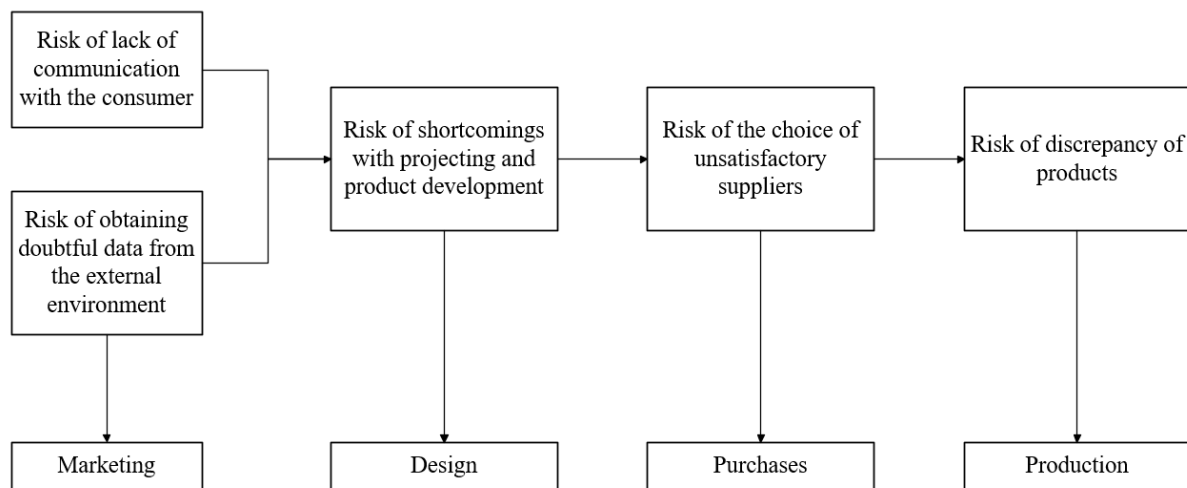 Risk of lack of
communication
with the consumer
Risk of obtaining
doubtful data from
the external
environment
Risk of shortcomings
with projecting and
product development
Risk of the choice of
unsatisfactory
suppliers
Risk of discrepancy of
products
Marketing
Design
Purchases
Production